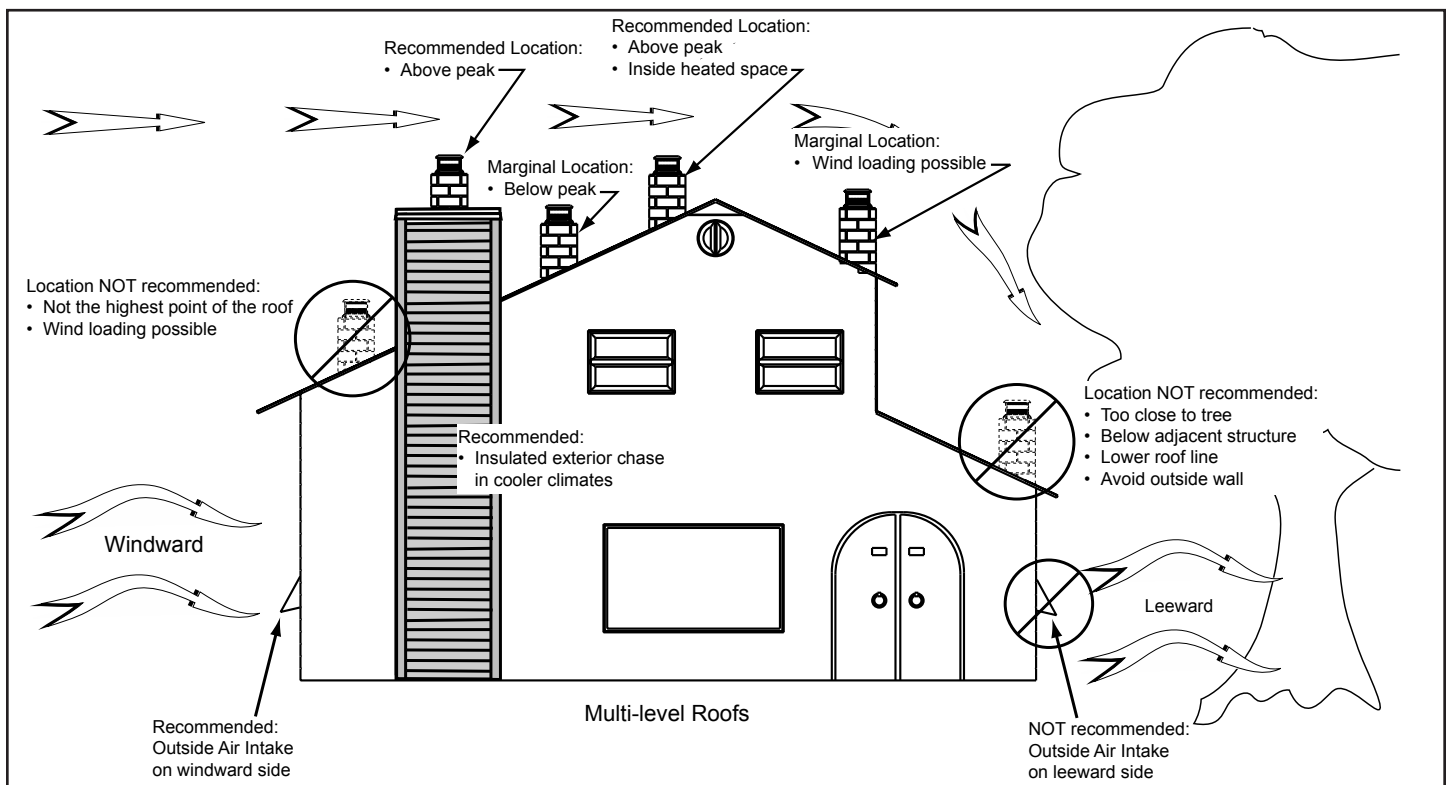 Recommended Location:
• Above peak
Recommended Location:
• Above peak
• Inside heated space
Marginal Location:
• Below peak
Marginal Location:
• Wind loading possible
Location NOT recommended:
• Not the highest point of the roof
• Wind loading possible
Location NOT recommended:
• Too close to tree
• Below adjacent structure
• Lower roof line
• Avoid outside wall
Recommended:
• Insulated exterior chase
in cooler climates
Windward
Leeward
Multi-level Roofs
Recommended:
Outside Air Intake
on windward side
NOT recommended:
Outside Air Intake
on leeward side